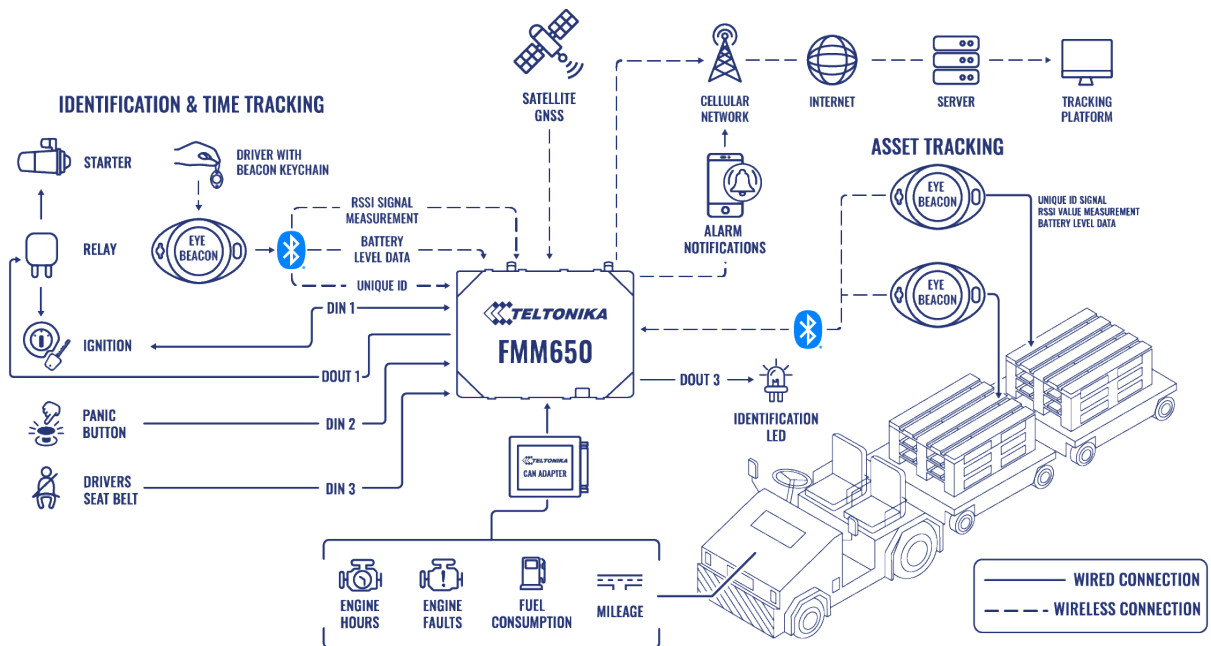 IDENTIFICATION & TIME TRACKING
STARTER
DRIVER WITH
BEACON KEYCHAIN
RELAY
EYE
BEACON
IGNITION
RSSI SIGNAL
MEASUREMENT
BATTERY
LEVEL DATA
UNIQUE ID
DIN 1
DOUT 1
PANIC
BUTTON
DIN 2
DRIVERS
SEAT BELT
DIN 3
SATELLITE
GNSS
CELLULAR
NETWORK
INTERNET
SERVER
TRACKING
PLATFORM
ALARM
NOTIFICATIONS
TELTONIKA
FMM650
DOUT 3
IDENTIFICATION
LED
TELTONIKA
CAN ADAPTER
ENGINE
HOURS
ENGINE
FAULTS
FUEL
CONSUMPTION
MILEAGE
ASSET TRACKING
EYE
BEACON
UNIQUE ID SIGNAL
RSSI VALUE MEASUREMENT
BATTERY LEVEL DATA
EYE
BEACON
WIRED CONNECTION
WIRELESS CONNECTION